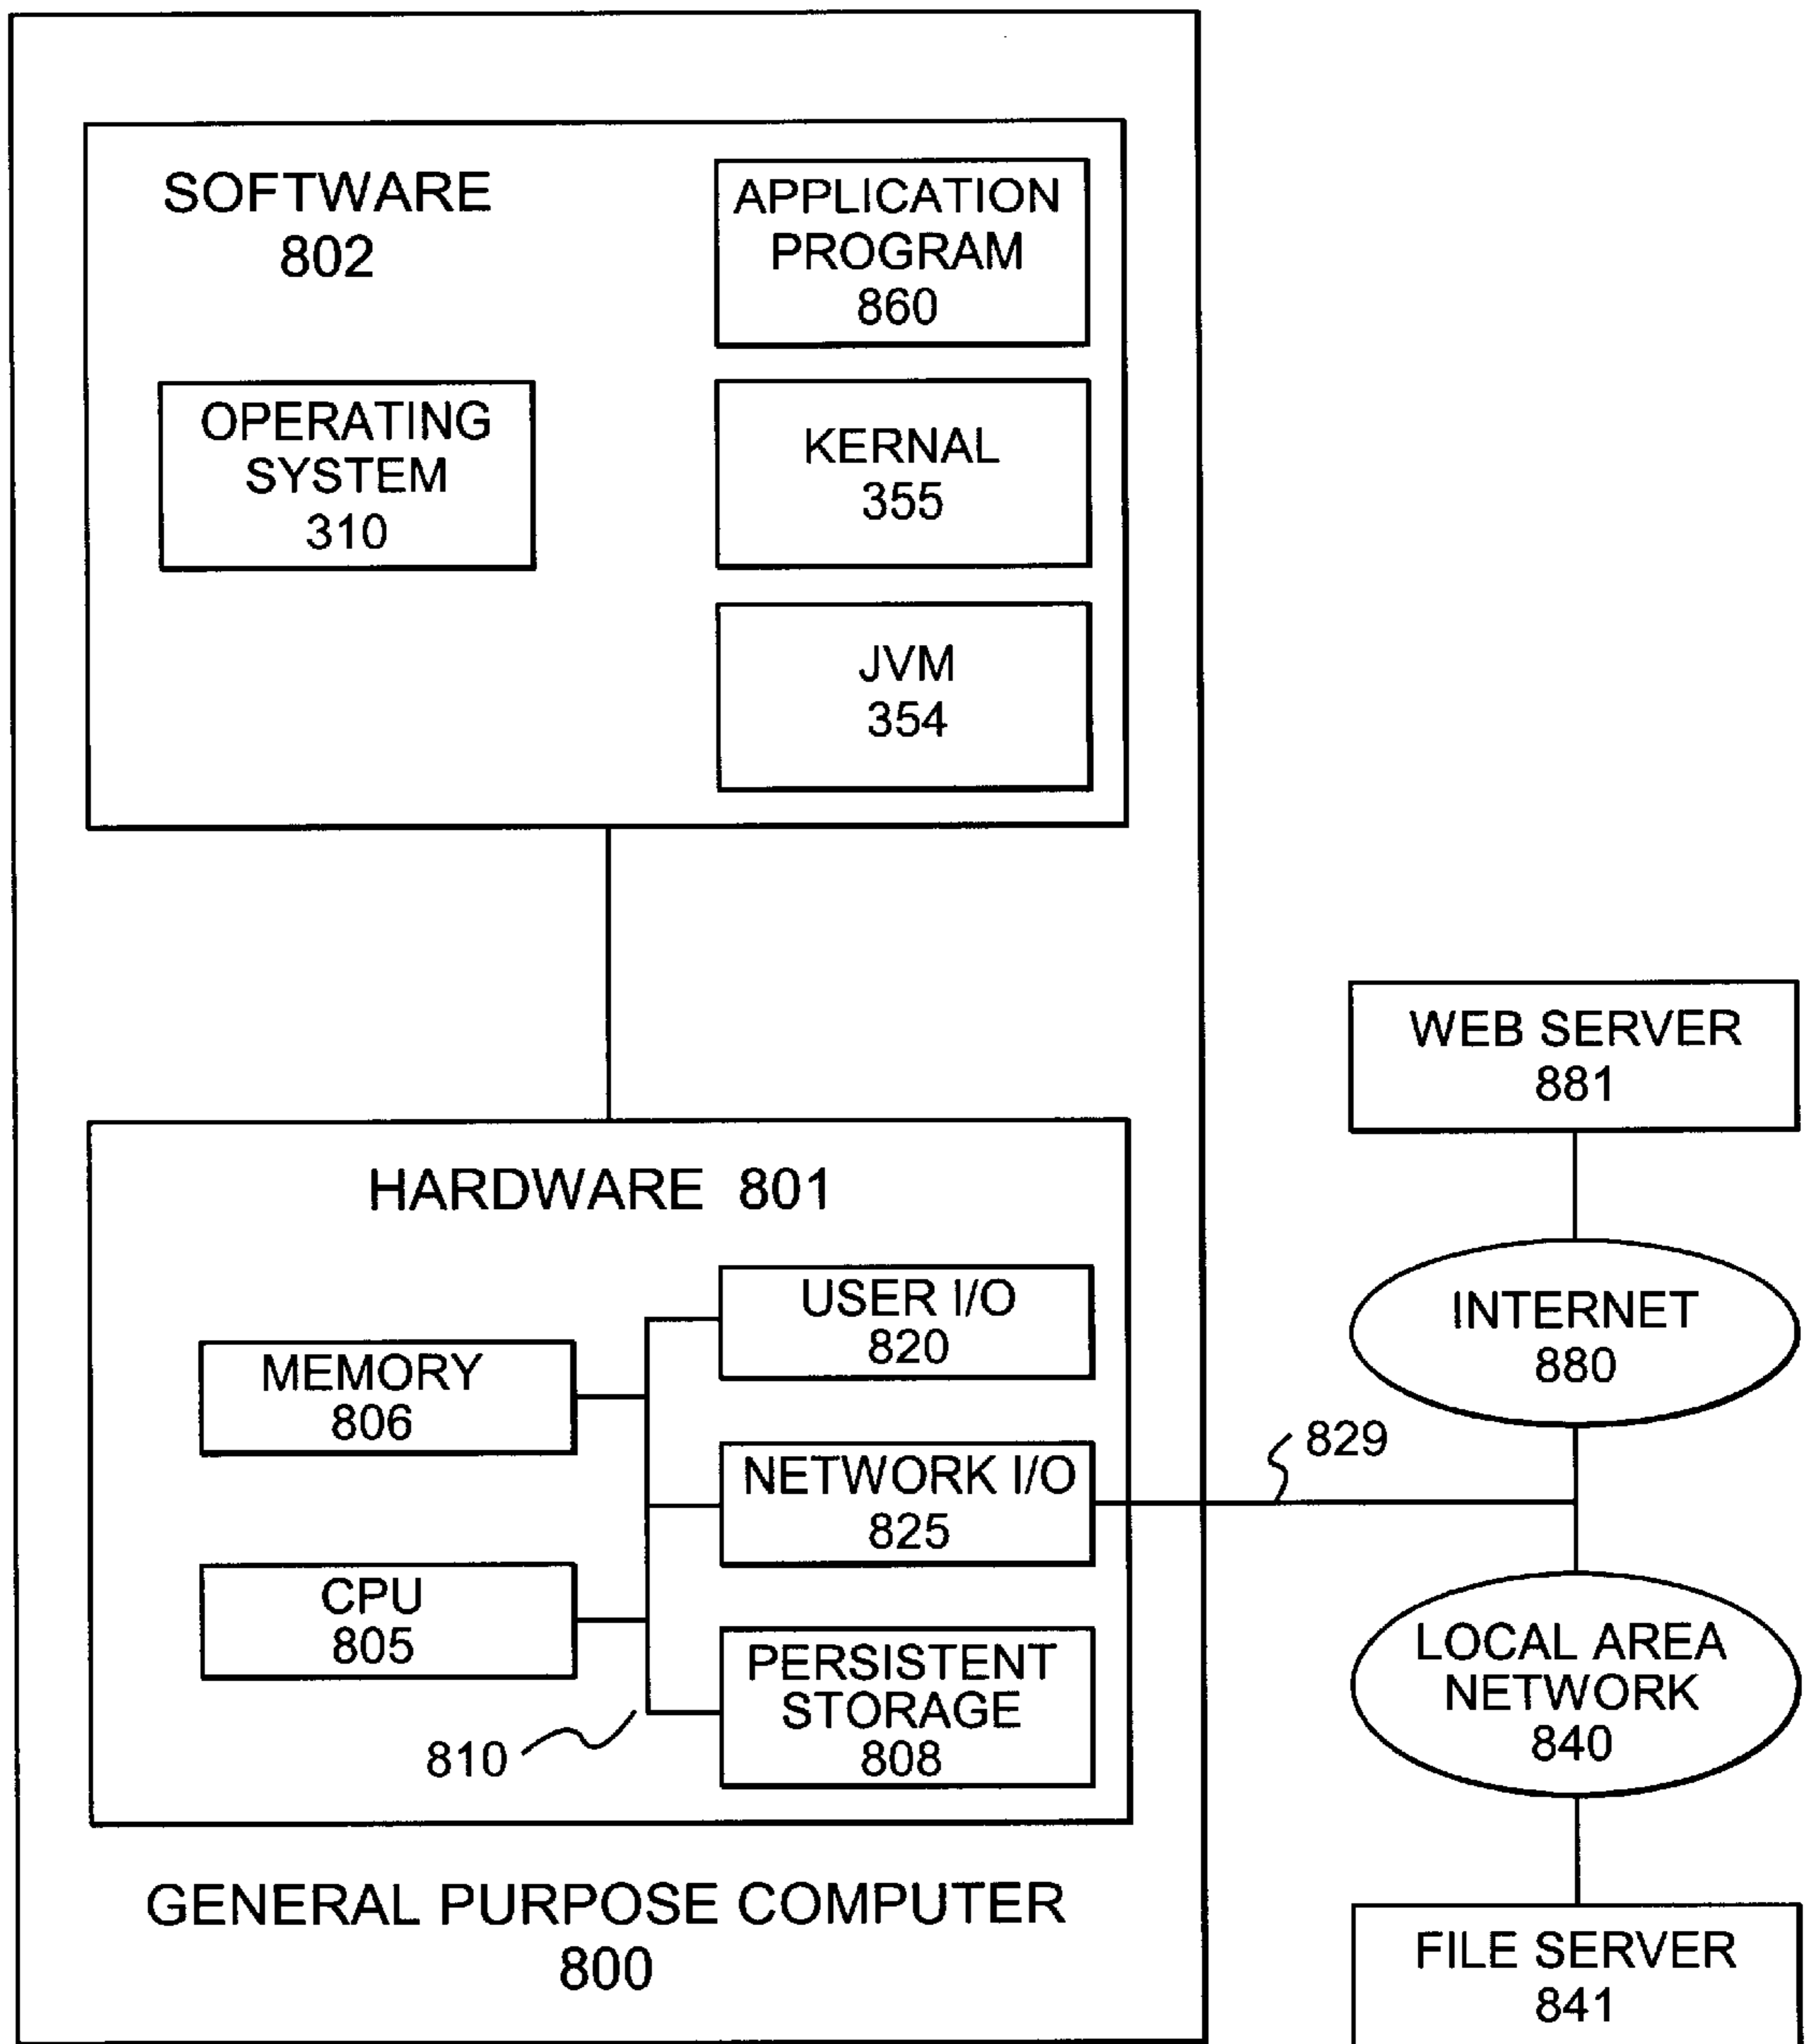 SOFTWARE
802
APPLICATION
PROGRAM
860
OPERATING
SYSTEM
310
KERNAL
355
JVM
354
HARDWARE 801
MEMORY
806
CPU
805
USER I/O
820
NETWORK I/O
825
PERSISTENT
STORAGE
808
810
GENERAL PURPOSE COMPUTER
800
WEB SERVER
881
INTERNET
880
829
LOCAL AREA
NETWORK
840
FILE SERVER
841